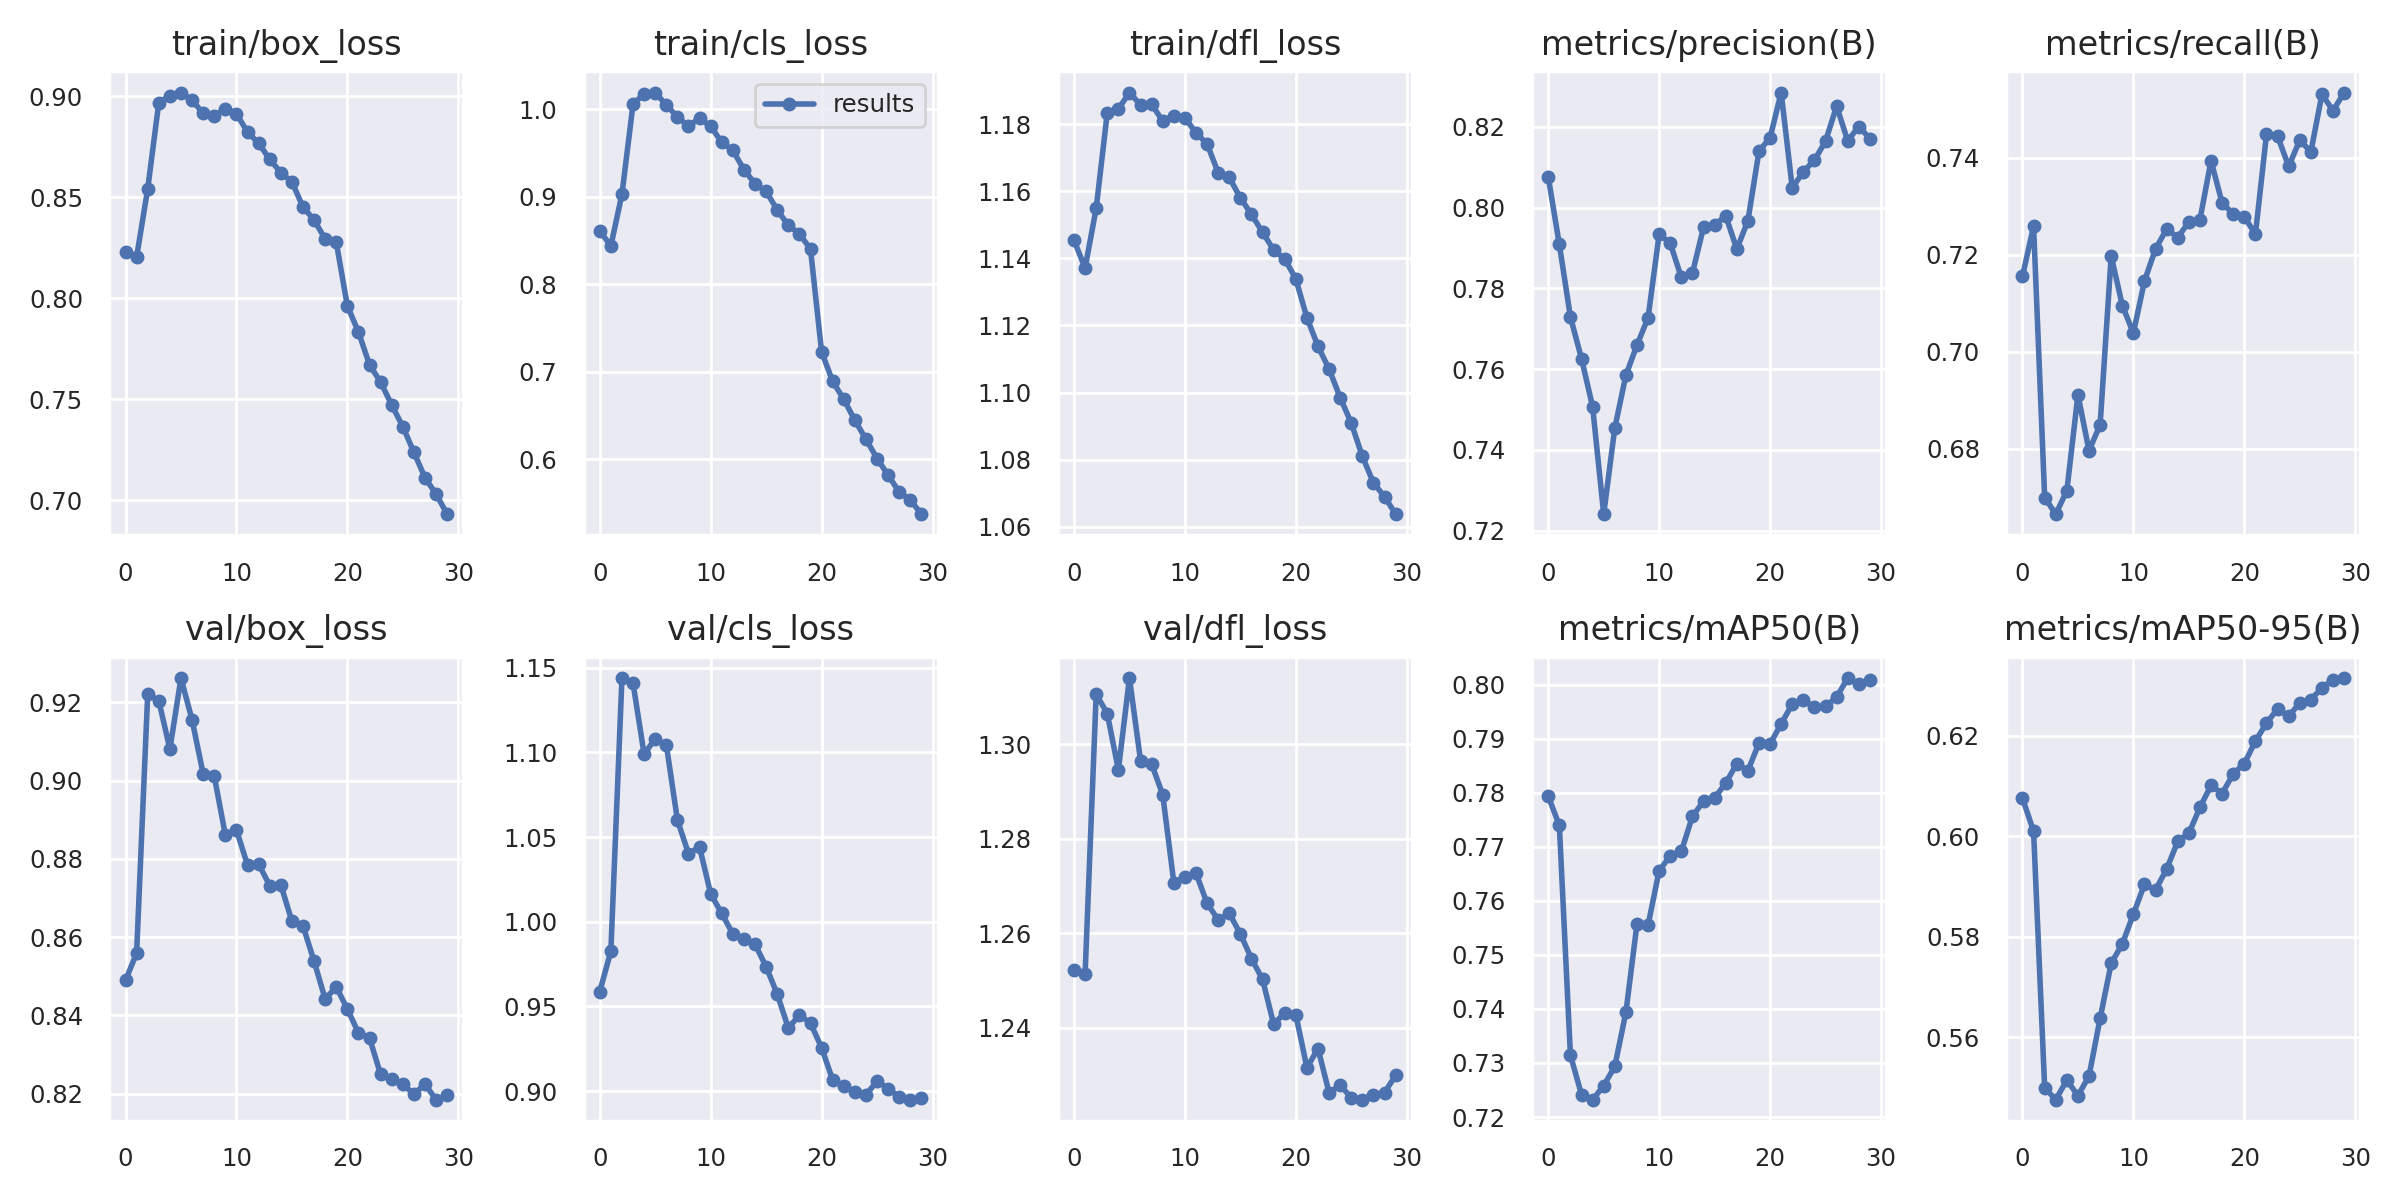 train/box_loss
train/cls_loss
train/dfl_loss
metrics/precision(B)
metrics/recall(B)
0.90
0.85
0.80
0.75
0.70
0 10 20 30
results
1.0
0.9
0.8
0.7
0.6
0 10 20 30
1.18
1.16
1.14
1.12
1.10
1.08
1.06
0 10 20 30
0.82
0.80
0.78
0.76
0.74
0.72
0 10 20 30
0.74
0.72
0.70
0.68
0 10 20 30
val/box_loss
val/cls_loss
val/dfl_loss
metrics/mAP50(B)
metrics/mAP50-95(B)
0.92
0.90
0.88
0.86
0.84
0.82
0 10 20 30
1.15
1.10
1.05
1.00
0.95
0.90
0 10 20 30
1.30
1.28
1.26
1.24
0 10 20 30
0.80
0.79
0.78
0.77
0.76
0.75
0.74
0.73
0.72
0 10 20 30
0.62
0.60
0.58
0.56
0 10 20 30